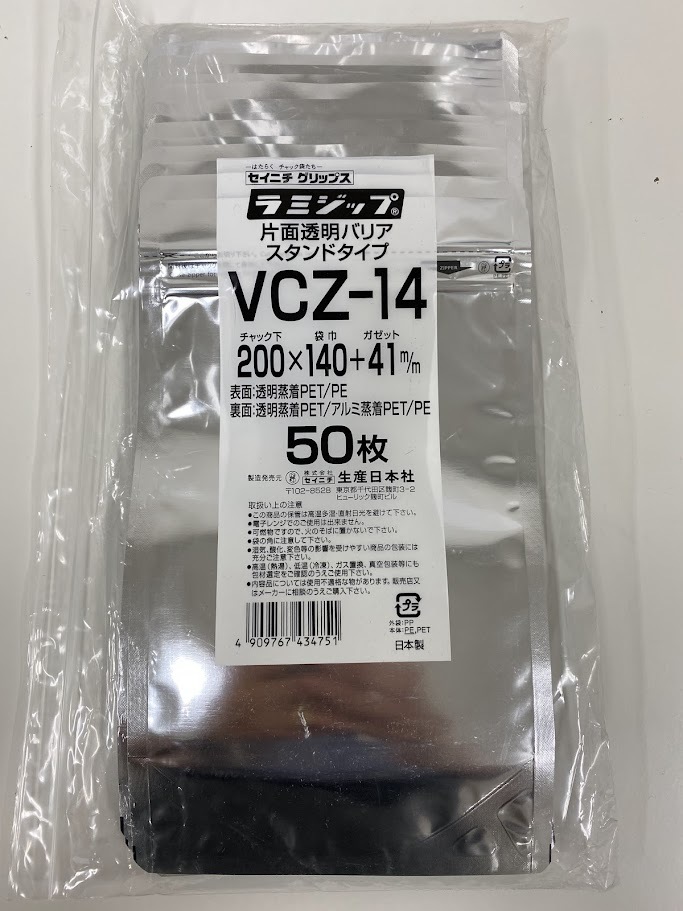 ―はたらく チャック袋たち―
セイニチ グリップス
ラミジップ®
片面透明バリア
スタンドタイプ
VCZ-14
チャック下 袋巾 ガゼット
200×140+41m/m
表面:透明蒸着PET/PE
裏面:透明蒸着PET/アルミ蒸着PET/PE
50枚
製造発売元 株式会社 セイニチ 生産日本社
〒102-8528 東京都千代田区麹町3-2
ヒューリック麹町ビル
取扱い上の注意
●この商品の保管は高温多湿・直射日光を避けて下さい。
●電子レンジでのご使用は出来ません。
●可燃物ですので、火のそばに置かないで下さい。
●袋の角に注意して下さい。
●湿気、酸化、変色等の影響を受けやすい商品の包装には
充分ご注意下さい。
●高温(熱湯)、低温(冷凍)、ガス置換、真空包装等にも
包材選定をご確認のうえご使用下さい。
●内容品については使用不適格な物があります。販売店又
はメーカーに相談のうえご購入下さい。
4 909767 434751
プラ
外袋:PP
本体:PE,PET
日本製
ZIPPER
プラ